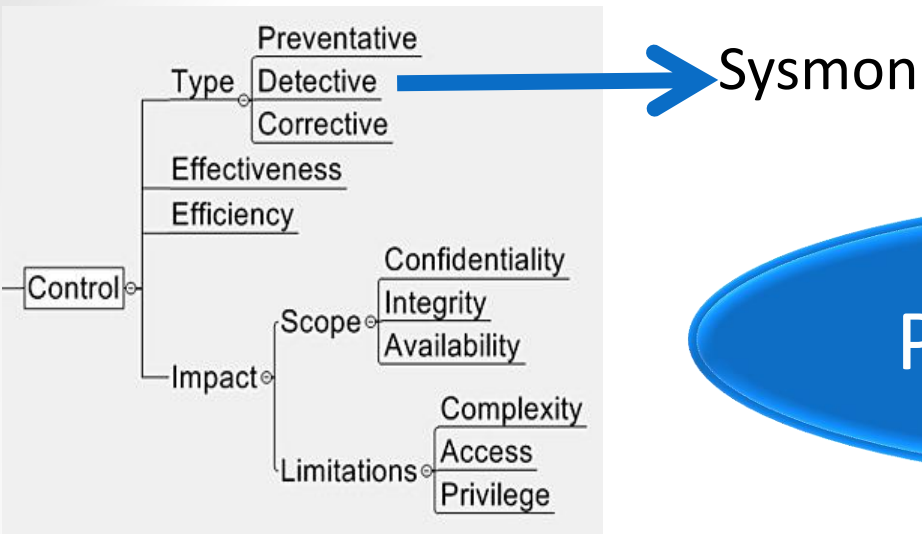 Preventative
Type
Detective
Sysmon
Corrective
Effectiveness
Efficiency
Control
Confidentiality
Scope
Integrity
Availability
Impact
Complexity
Limitations
Access
Privilege
P